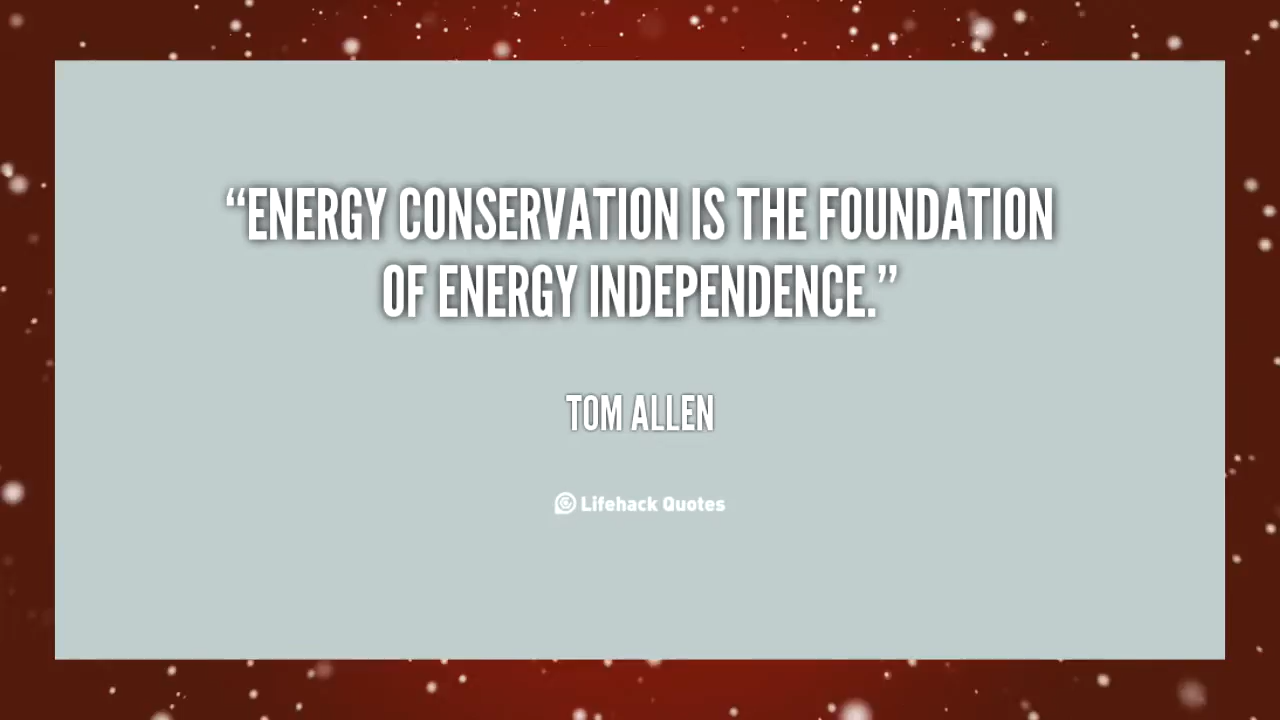 “ENERGY CONSERVATION IS THE FOUNDATION
OF ENERGY INDEPENDENCE.”
TOM ALLEN
Lifehack Quotes